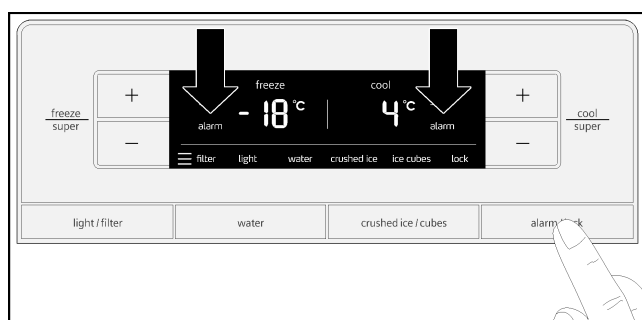 freeze cool
- 18 °C 4 °C
alarm alarm
filter light water crushed ice ice cubes lock
freeze
super
+
−
+
−
cool
super
light / filter water crushed ice / cubes alarm